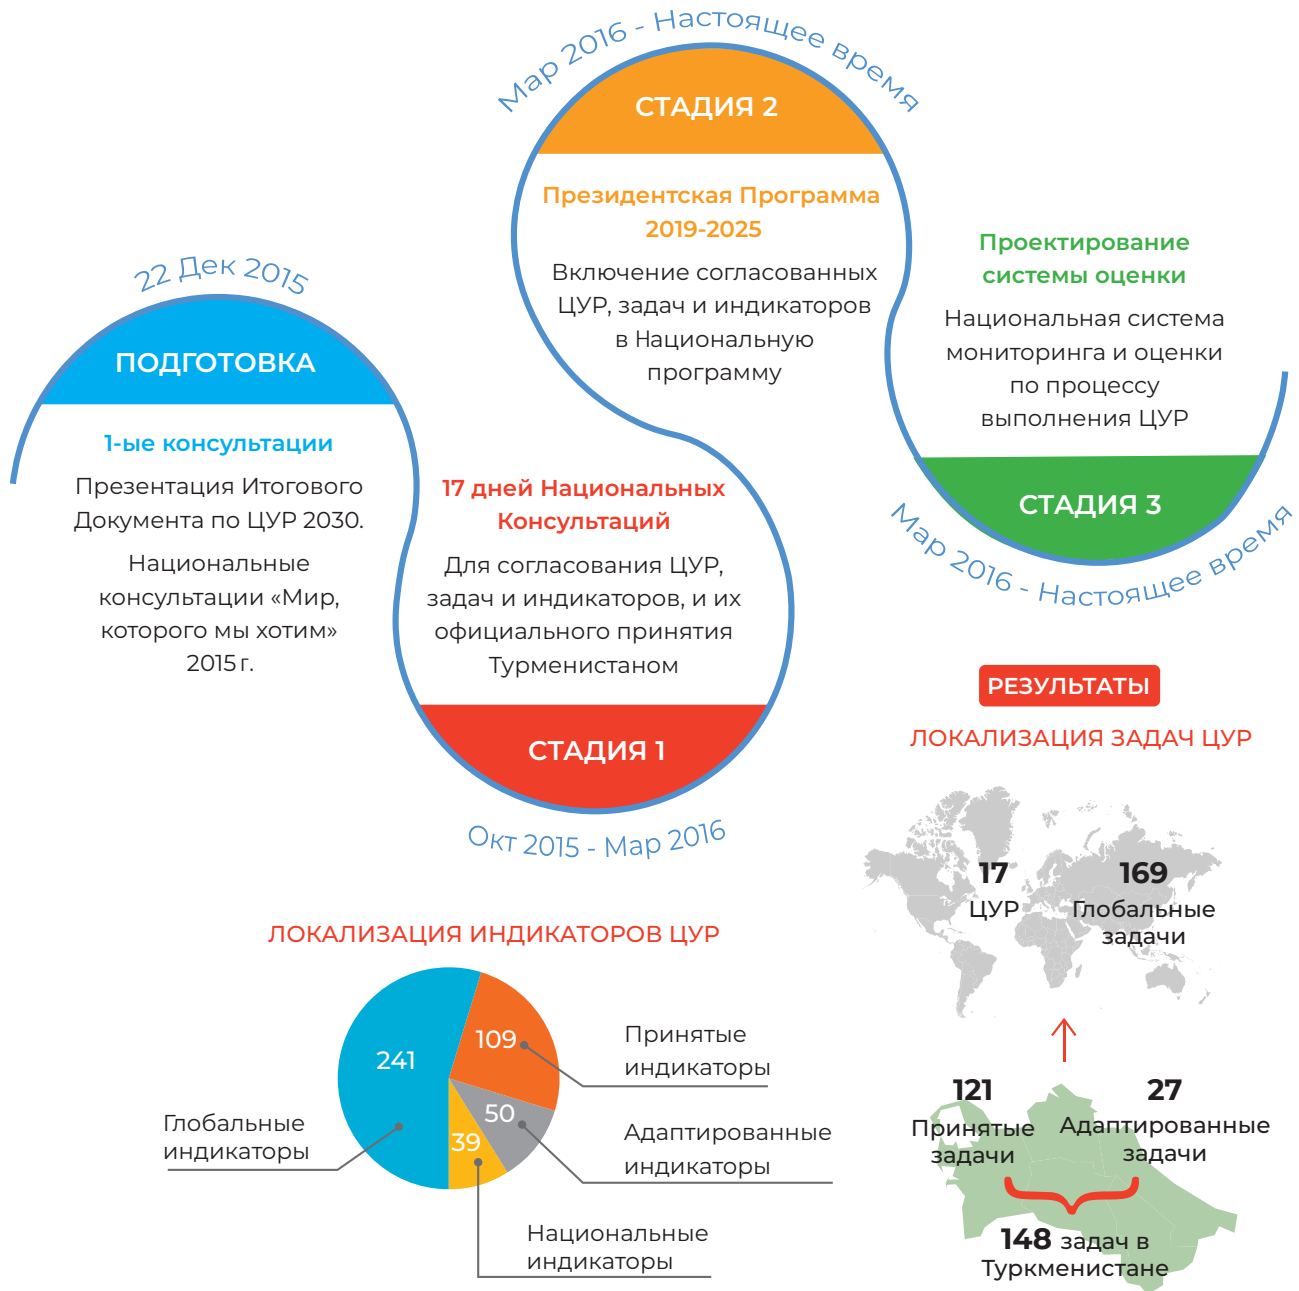 22 Дек 2015
ПОДГОТОВКА
1-ые консультации
Презентация Итогового
Документа по ЦУР 2030.
Национальные
консультации «Мир,
которого мы хотим»
2015 г.
17 дней Национальных
Консультаций
Для согласования ЦУР,
задач и индикаторов, и их
официального принятия
Турменистаном
СТАДИЯ 1
Окт 2015 - Мар 2016
Мар 2016 - Настоящее время
СТАДИЯ 2
Президентская Программа
2019-2025
Включение согласованных
ЦУР, задач и индикаторов
в Национальную
программу
Проектирование
системы оценки
Национальная система
мониторинга и оценки
по процессу
выполнения ЦУР
СТАДИЯ 3
Мар 2016 - Настоящее время
РЕЗУЛЬТАТЫ
ЛОКАЛИЗАЦИЯ ЗАДАЧ ЦУР
17
ЦУР
169
Глобальные
задачи
121
Принятые
задачи
27
Адаптированные
задачи
148 задач в
Туркменистане
ЛОКАЛИЗАЦИЯ ИНДИКАТОРОВ ЦУР
241
109
50
39
Глобальные
индикаторы
Принятые
индикаторы
Адаптированные
индикаторы
Национальные
индикаторы